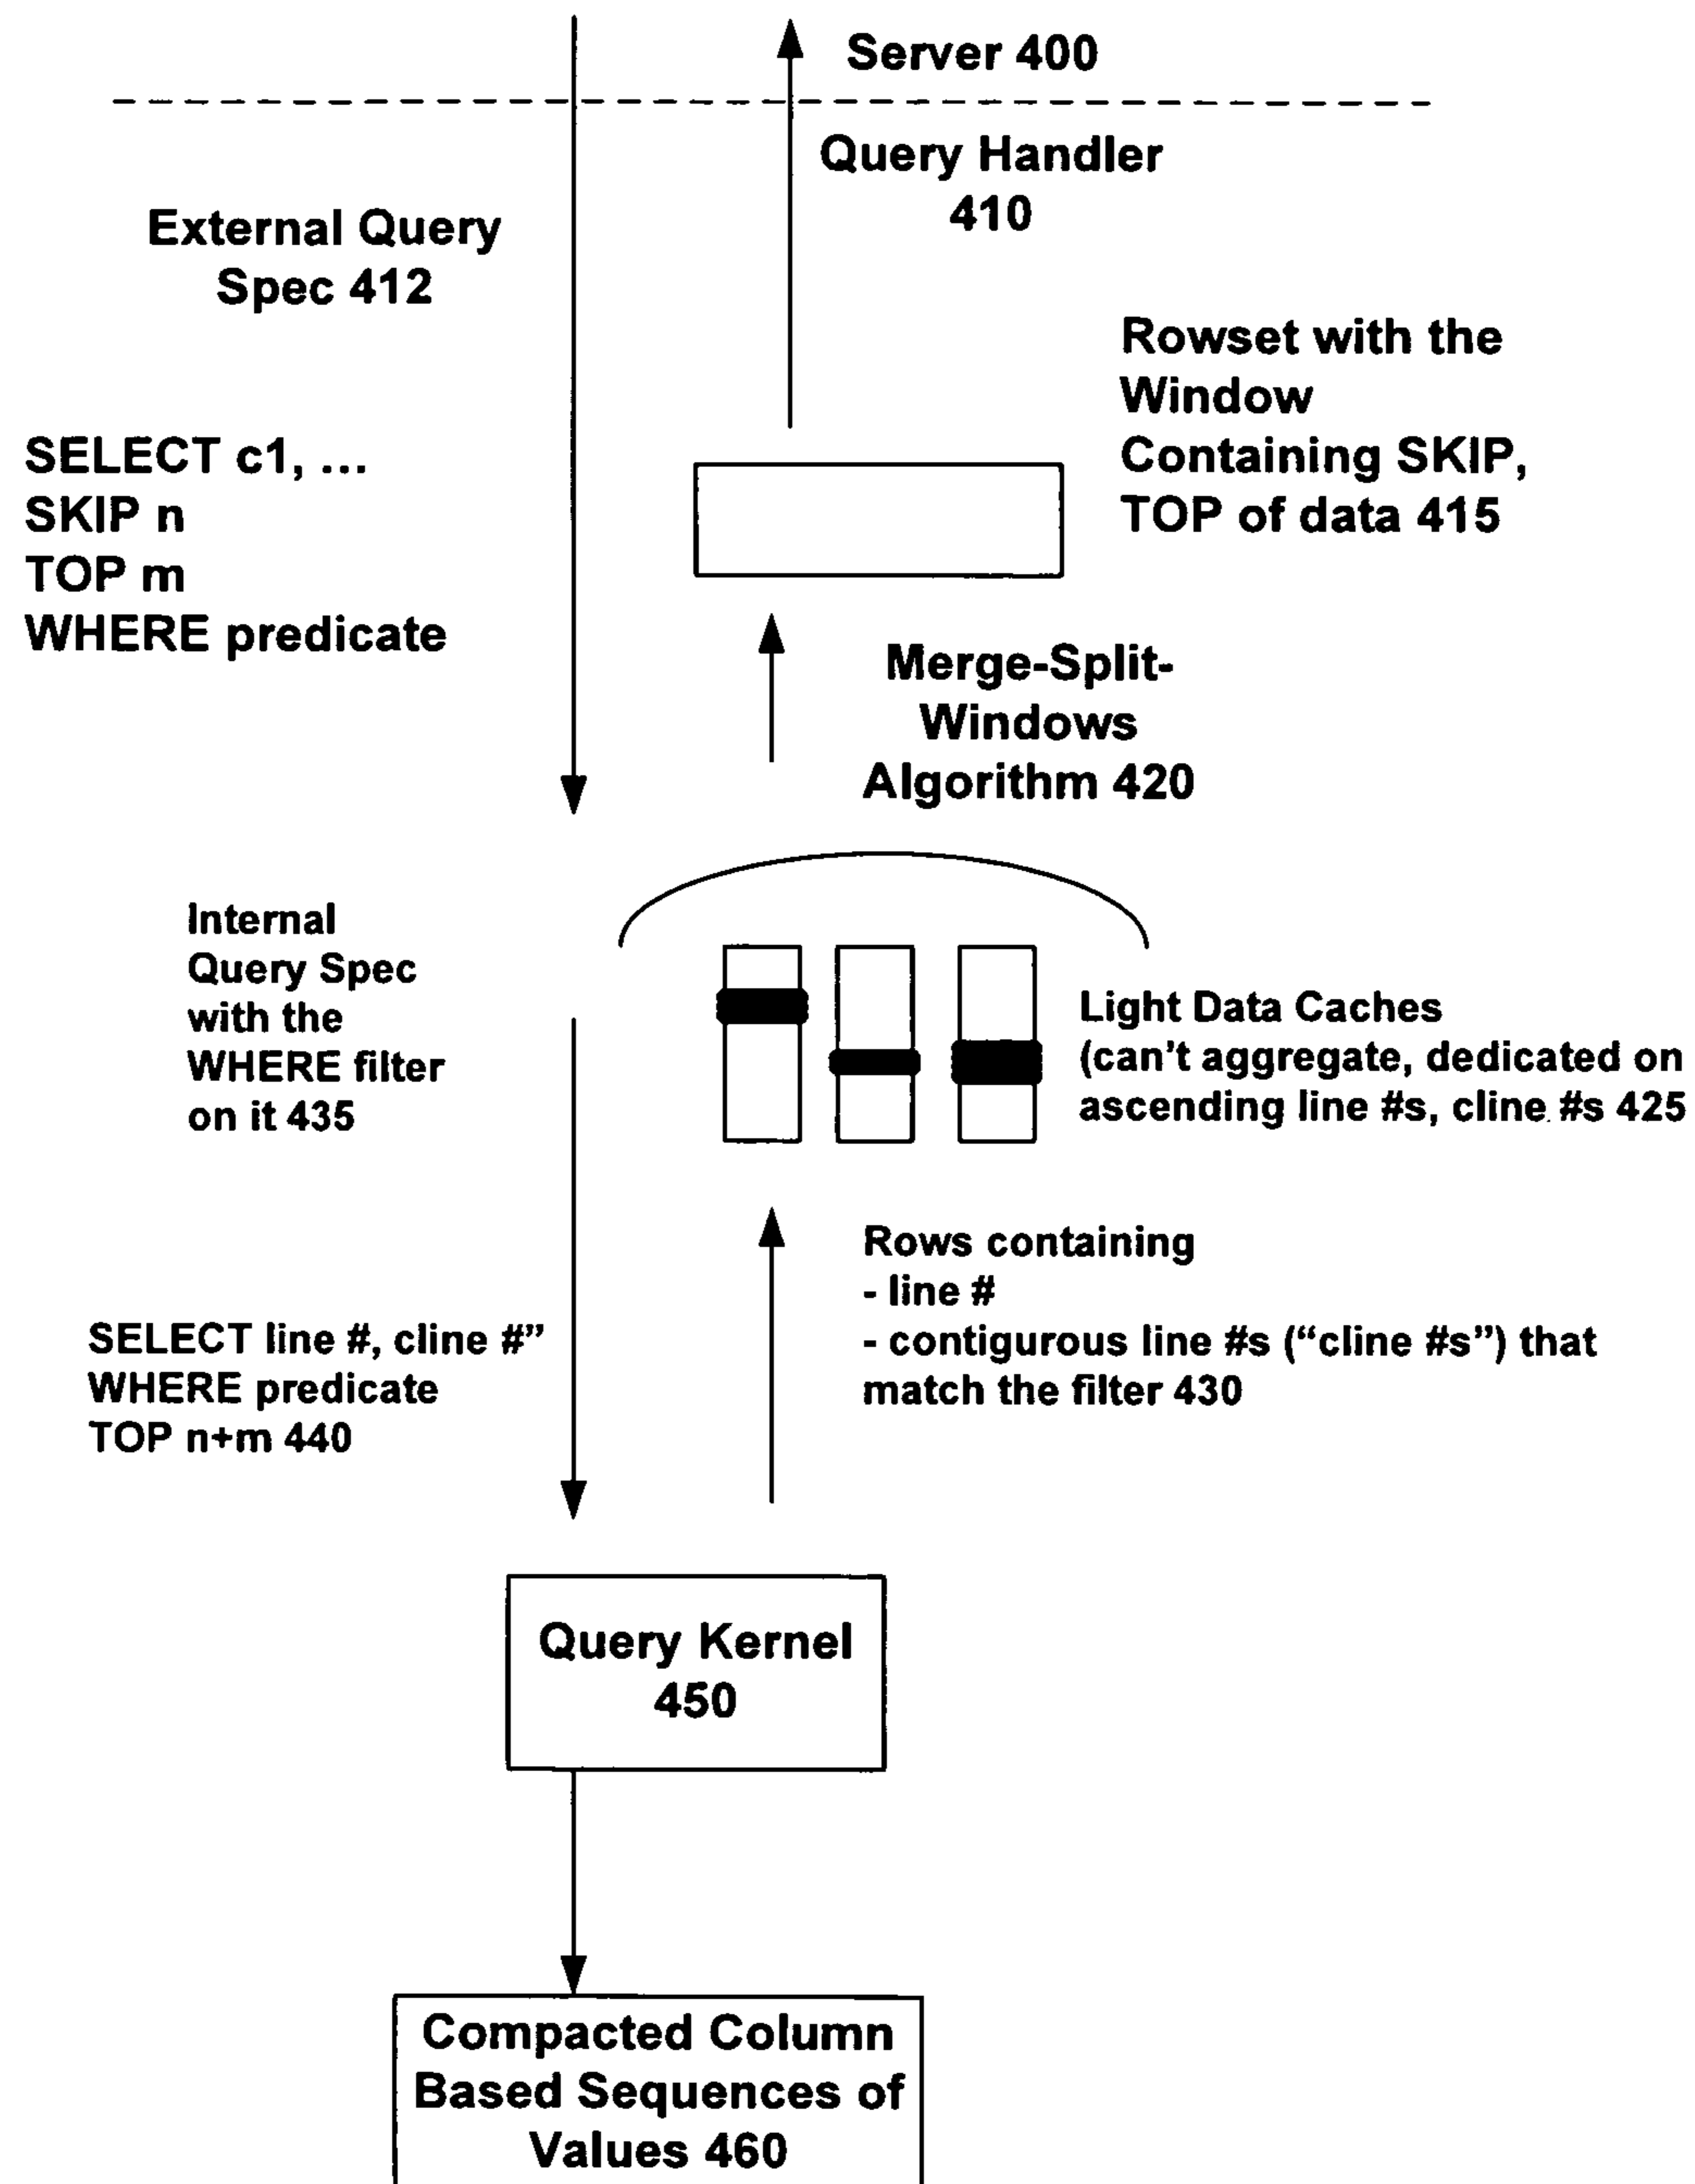 Server 400
Query Handler
410
External Query
Spec 412
Rowset with the
Window
Containing SKIP,
TOP of data 415
SELECT c1, ...
SKIP n
TOP m
WHERE predicate
Merge-Split-
Windows
Algorithm 420
Internal
Query Spec
with the
WHERE filter
on it 435
Light Data Caches
(can't aggregate, dedicated on
ascending line #s, cline #s 425
Rows containing
- line #
- contigurous line #s (“cline #s”) that
match the filter 430
SELECT line #, cline #”
WHERE predicate
TOP n+m 440
Query Kernel
450
Compacted Column
Based Sequences of
Values 460